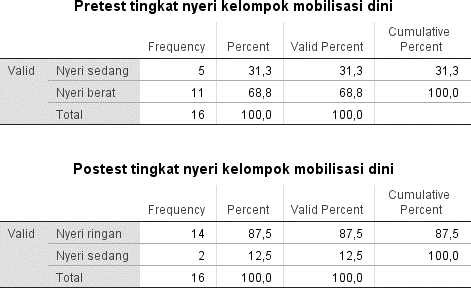 Pretest tingkat nyeri kelompok mobilisasi dini
Frequency Percent Valid Percent Cumulative Percent
Valid Nyeri sedang 5 31,3 31,3 31,3
Nyeri berat 11 68,8 68,8 100,0
Total 16 100,0 100,0
Postest tingkat nyeri kelompok mobilisasi dini
Frequency Percent Valid Percent Cumulative Percent
Valid Nyeri ringan 14 87,5 87,5 87,5
Nyeri sedang 2 12,5 12,5 100,0
Total 16 100,0 100,0